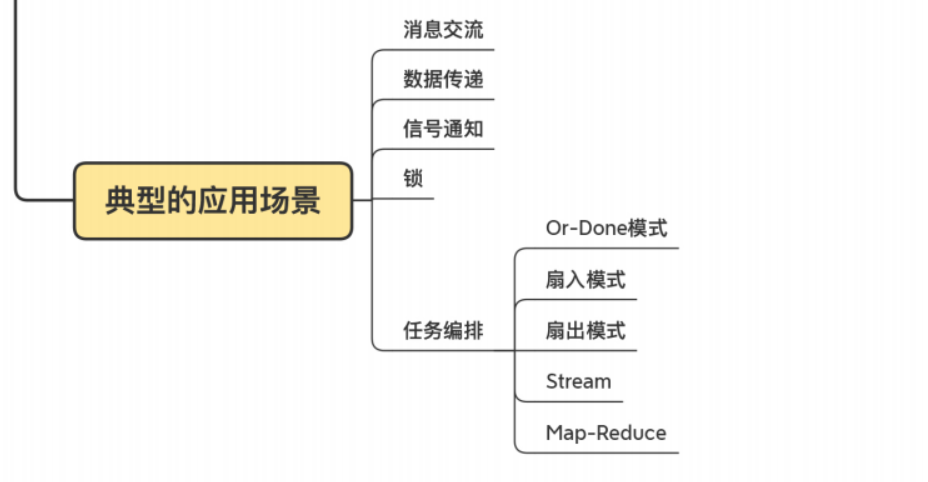 消息交流
数据传递
信号通知
锁
典型的应用场景
Or-Done模式
扇入模式
任务编排
扇出模式
Stream
Map-Reduce